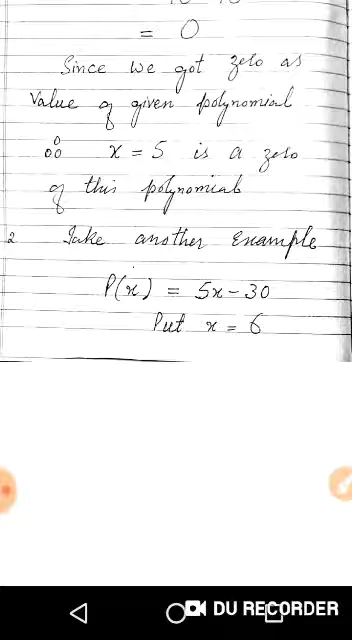 = 0
Since we got zero as
value of given polynomial
∴ x = 5 is a zero
of this polynomial
2 Take another Example
P(x) = 5x - 30
Put x = 6
DU RECORDER